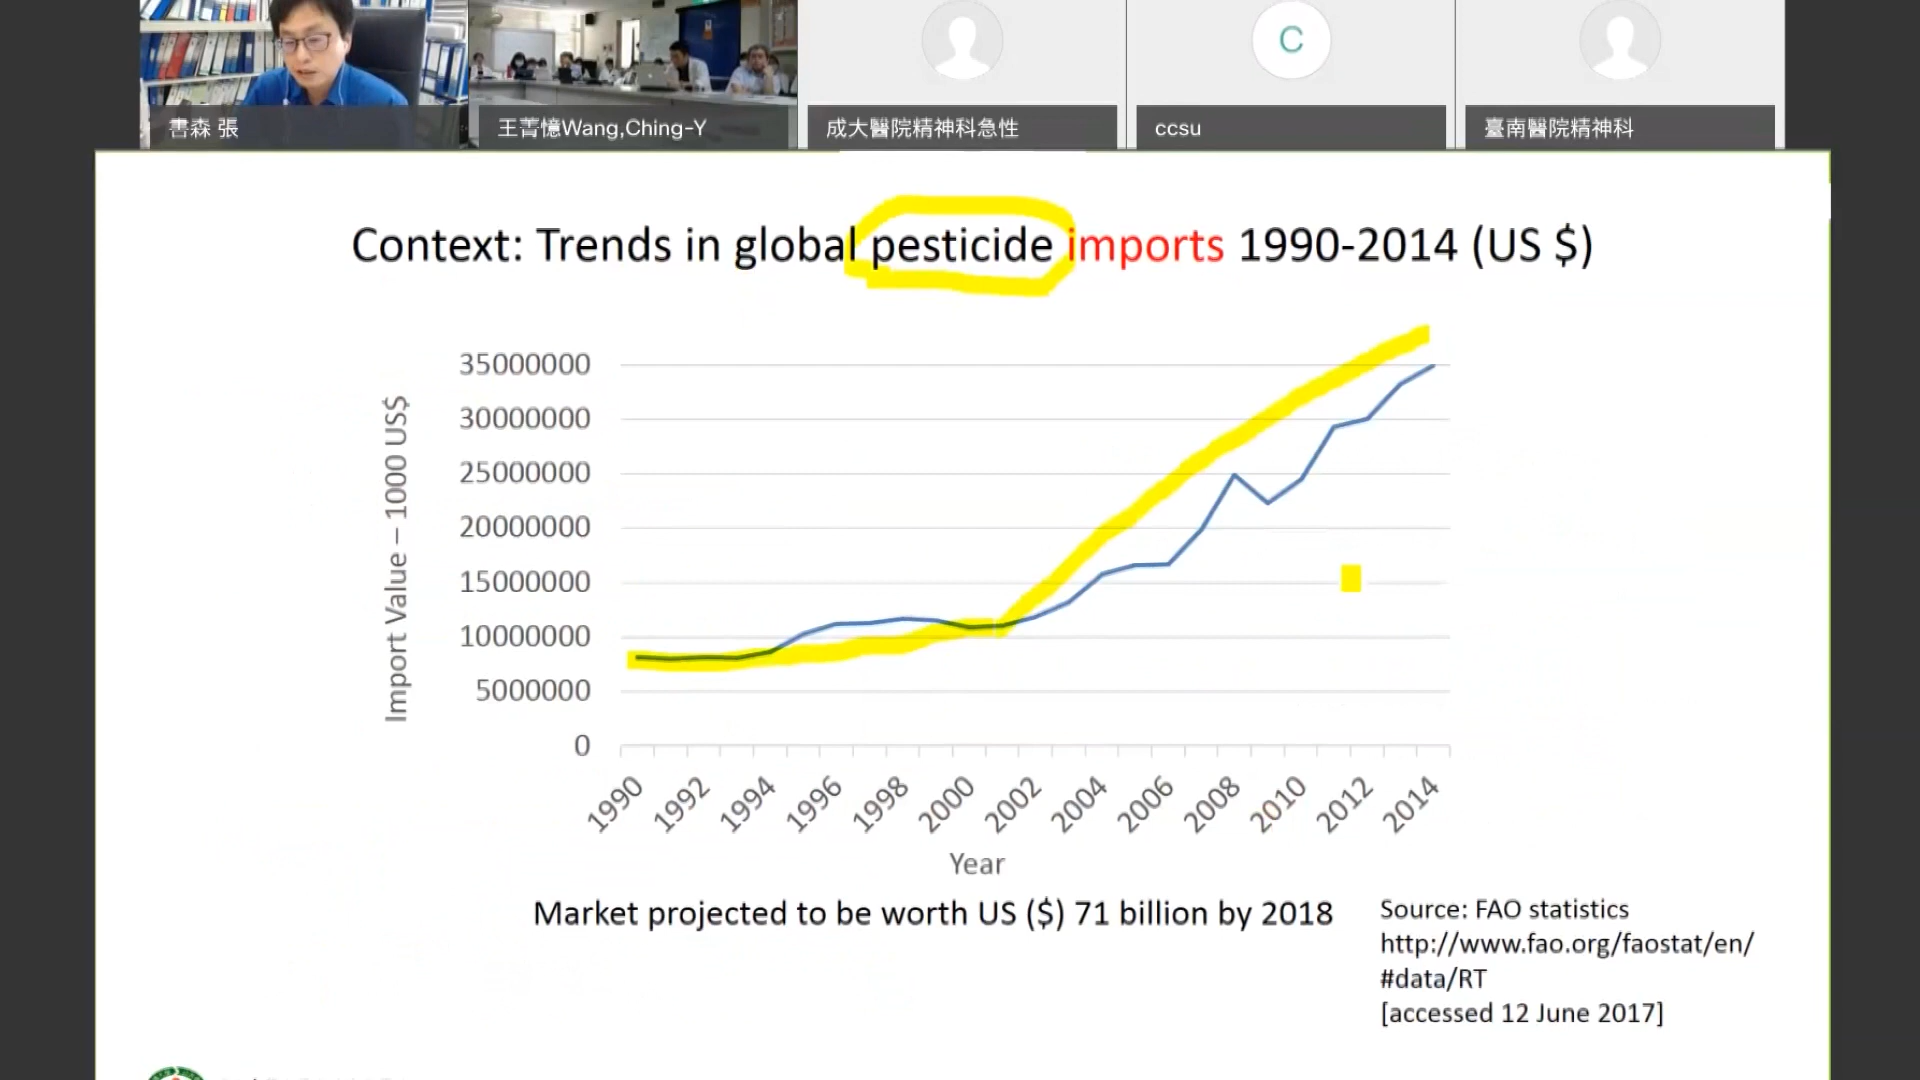 書森 張
王菁憶Wang,Ching-Y
成大醫院精神科急性
C
ccsu
臺南醫院精神科
Context: Trends in global pesticide imports 1990-2014 (US $)
Import Value – 1000 US$
35000000
30000000
25000000
20000000
15000000
10000000
5000000
0
1990
1992
1994
1996
1998
2000
2002
2004
2006
2008
2010
2012
2014
Year
Market projected to be worth US ($) 71 billion by 2018
Source: FAO statistics
http://www.fao.org/faostat/en/
#data/RT
[accessed 12 June 2017]